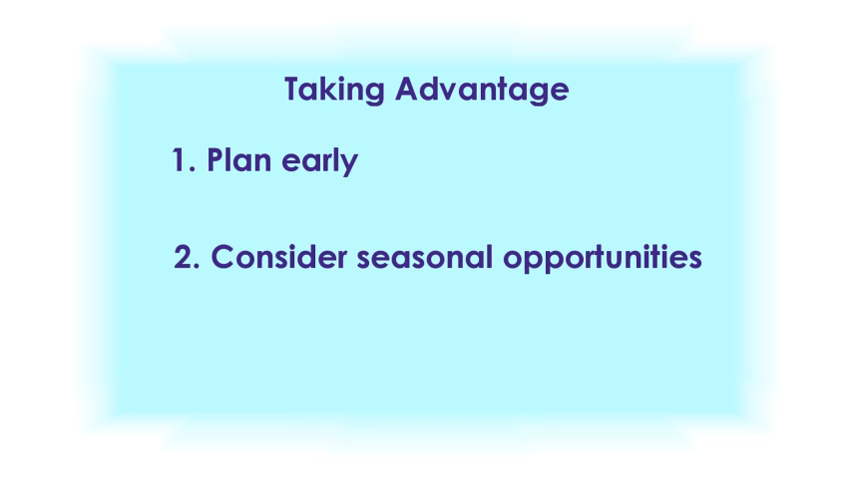 Taking Advantage
1. Plan early
2. Consider seasonal opportunities